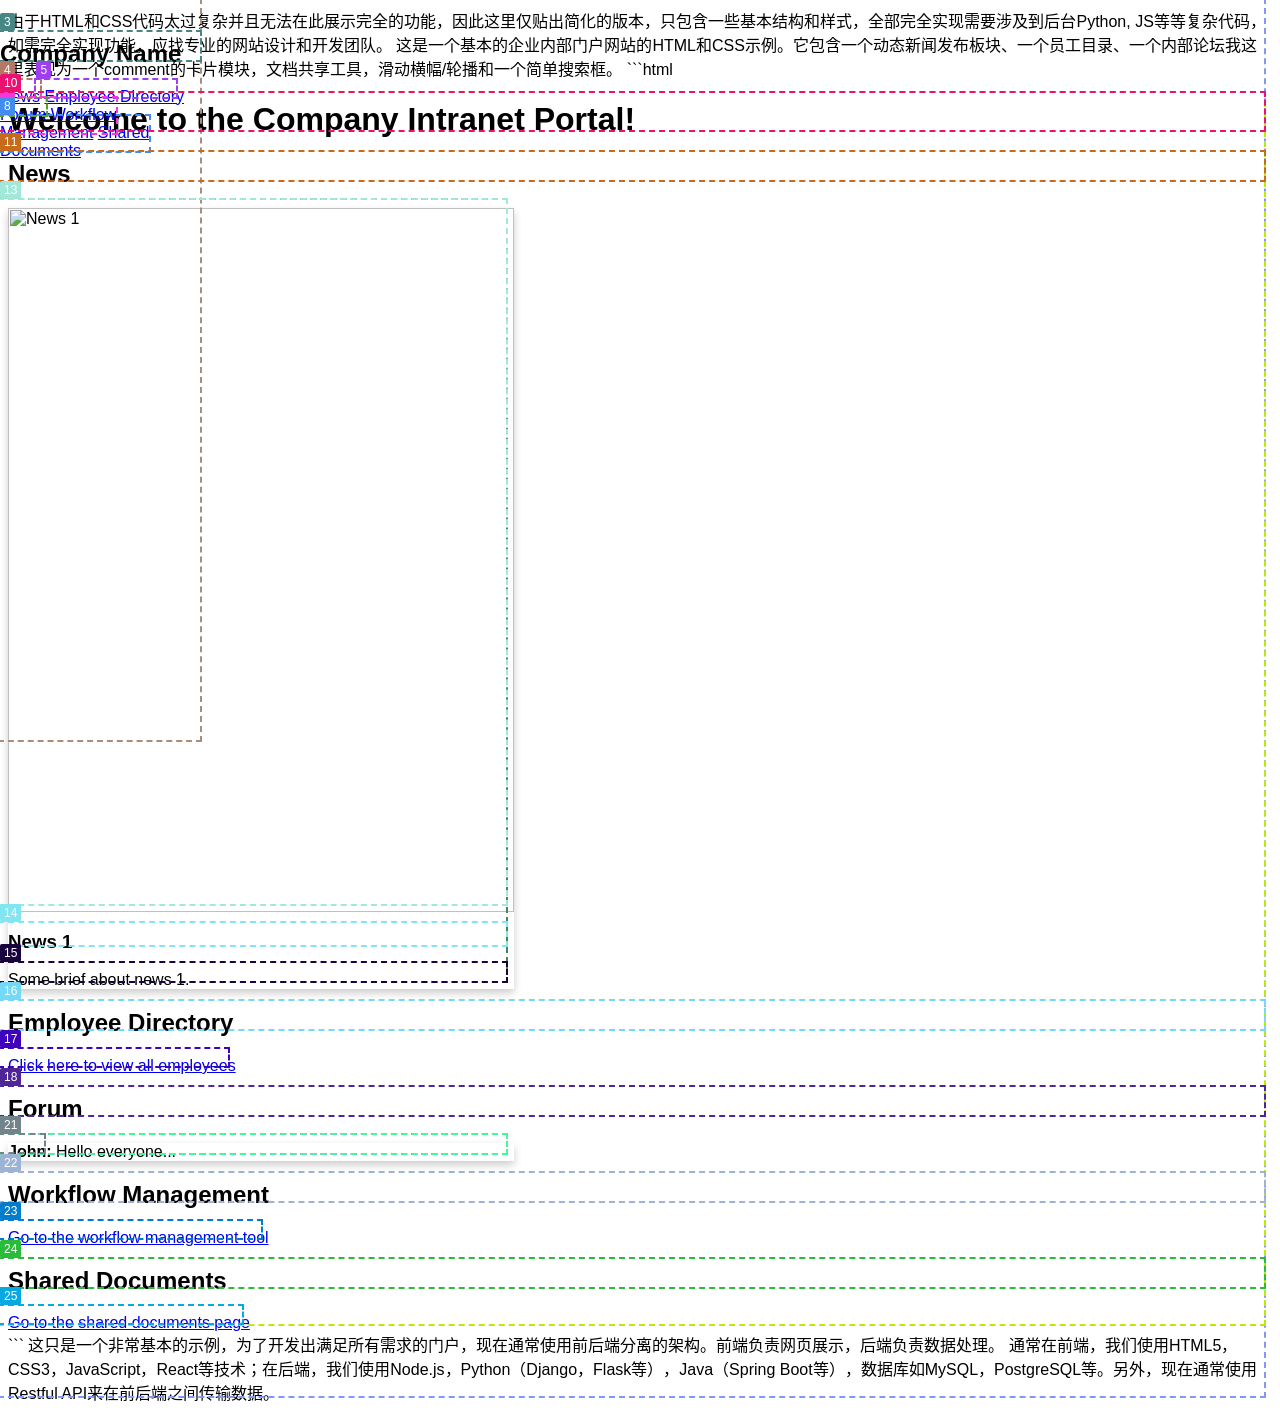 由于HTML和CSS代码太过复杂并且无法在此展示完全的功能，因此这里仅贴出简化的版本，只包含一些基本结构和样式，全部完全实现需要涉及到后台Python, JS等等复杂代码，
如需完全实现功能，应找专业的网站设计和开发团队。 这是一个基本的企业内部门户网站的HTML和CSS示例。它包含一个动态新闻发布板块、一个员工目录、一个内部论坛我这
为一个comment的卡片模块，文档共享工具，滑动横幅/轮播和一个简单搜索框。 ```html
3
Company Name
4
5
10
News Employee Directory
8
Workflow
Management Shared
Documents
Welcome to the Company Intranet Portal!
11
News
13
News 1
14
News 1
15
Some brief about news 1.
16
Employee Directory
17
Click here to view all employees
18
Forum
21
John: Hello everyone...
22
Workflow Management
23
Go to the workflow management tool
24
Shared Documents
25
Go to the shared documents page
``` 这只是一个非常基本的示例，为了开发出满足所有需求的门户，现在通常使用前后端分离的架构。前端负责网页展示，后端负责数据处理。 通常在前端，我们使用HTML5，
CSS3，JavaScript，React等技术；在后端，我们使用Node.js，Python（Django，Flask等），Java（Spring Boot等），数据库如MySQL，PostgreSQL等。另外，现在通常使用
Restful API来在前后端之间传输数据。